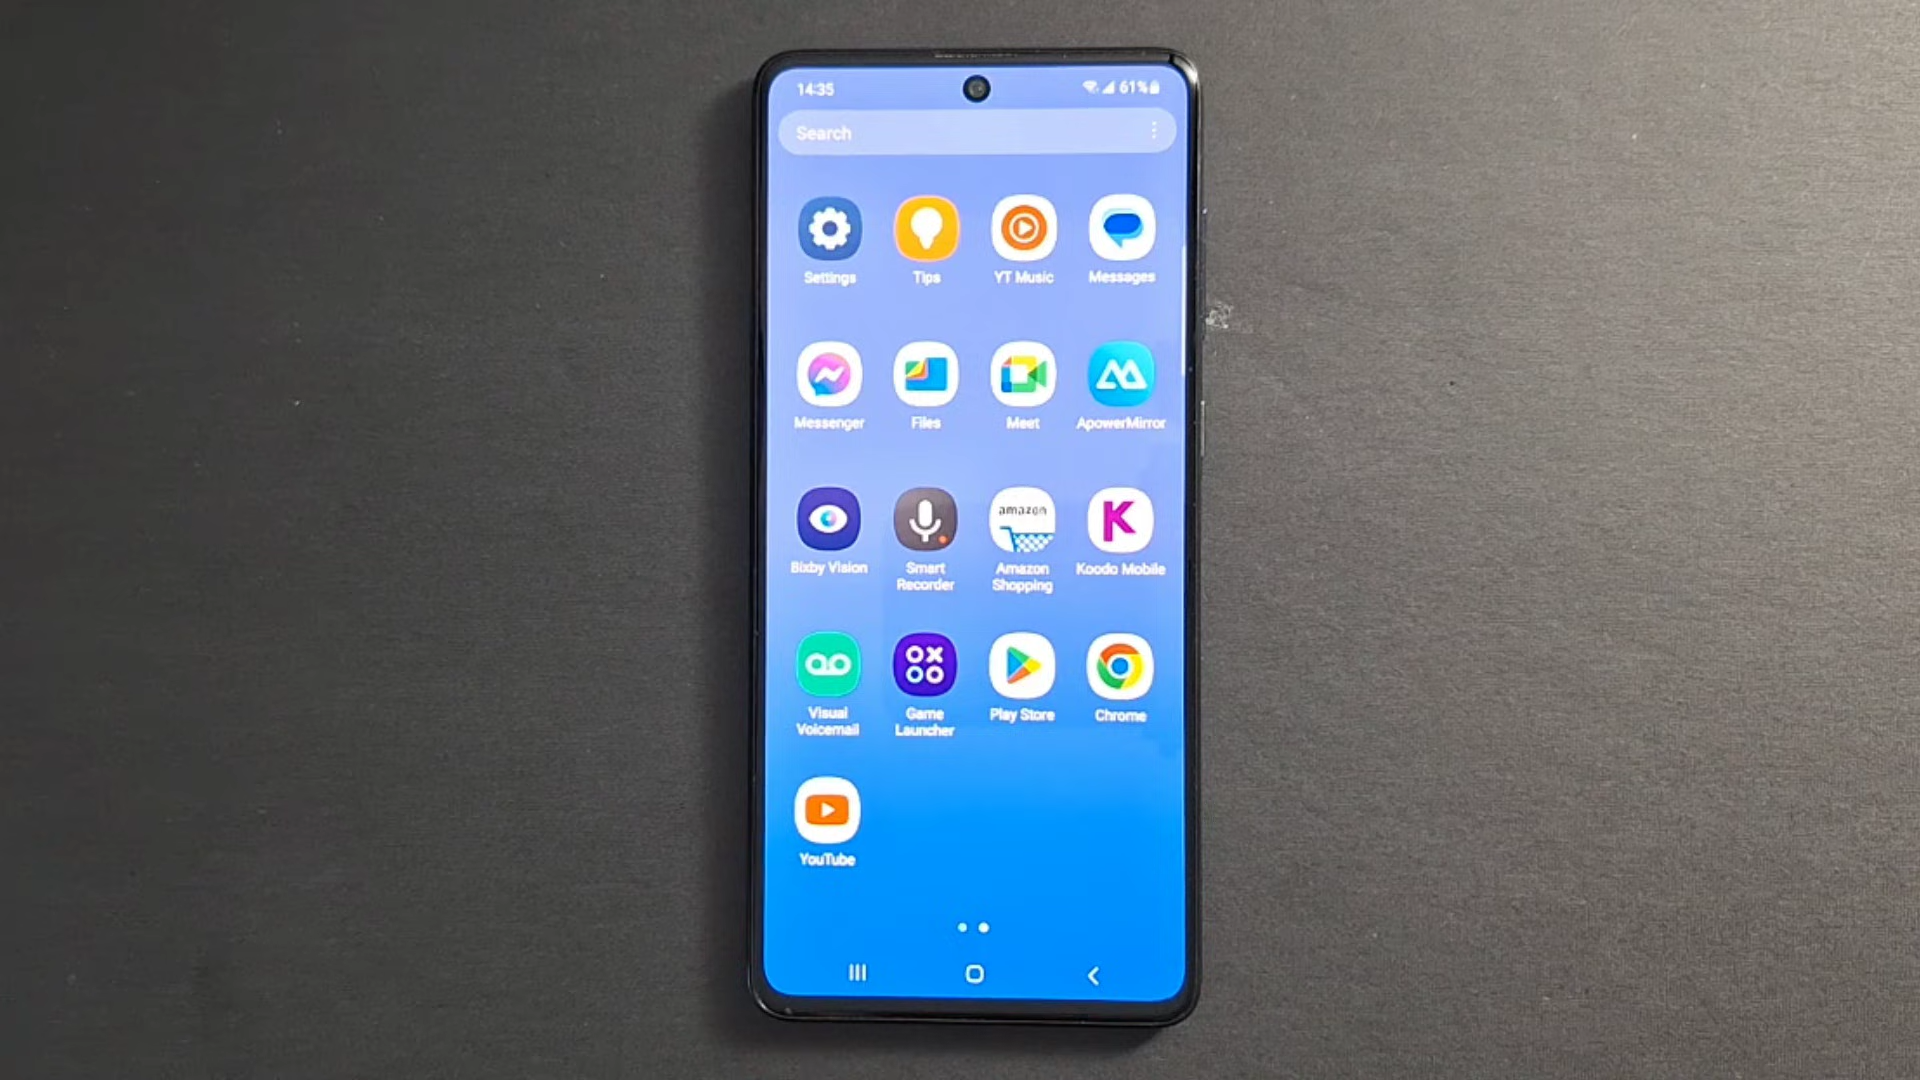 14:35
61%
Search
Settings
Tips
YT Music
Messages
Messenger
Files
Meet
ApowerMirror
amazon
K
Bixby Vision
Smart
Recorder
Amazon
Shopping
Koodo Mobile
Visual
Voicemail
Game
Launcher
Play Store
Chrome
YouTube